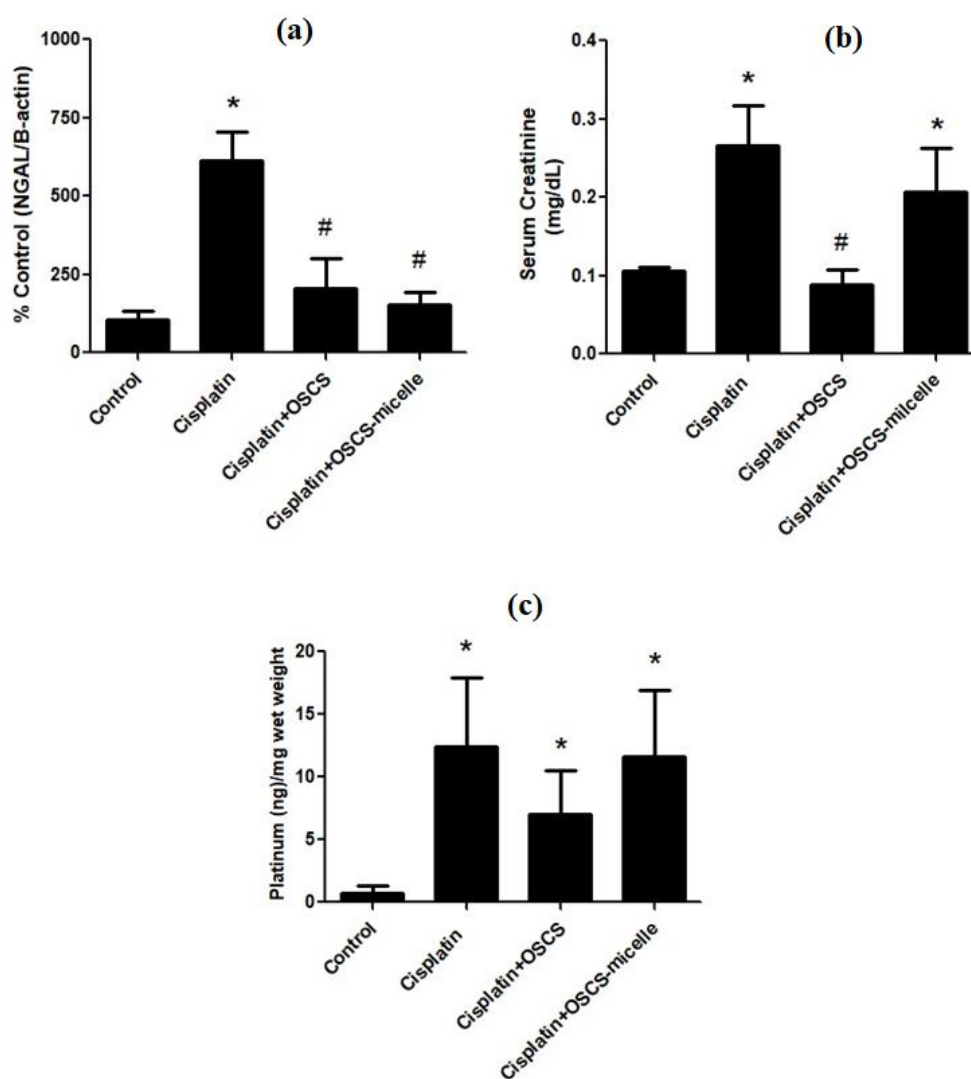 (a)
% Control (NGAL/B-actin)
1000
750
500
250
0
*
#
#
Control
Cisplatin
Cisplatin+OSCS
Cisplatin+OSCS-micelle
(b)
Serum Creatinine
(mg/dL)
0.4
0.3
0.2
0.1
0.0
*
#
*
Control
Cisplatin
Cisplatin+OSCS
Cisplatin+OSCS-milcelle
(c)
Platinum (ng)/mg wet weight
20
15
10
5
0
*
*
*
Control
Cisplatin
Cisplatin+OSCS
Cisplatin+OSCS-micelle